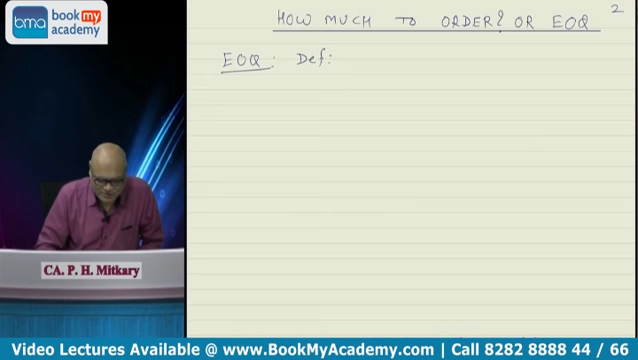 bma
book my
academy
HOW MUCH TO ORDER? OR EOQ
2
EOQ : Def:
CA. P. H. Mitkary
Video Lectures Available @ www.BookMyAcademy.com | Call 8282 8888 44 / 66